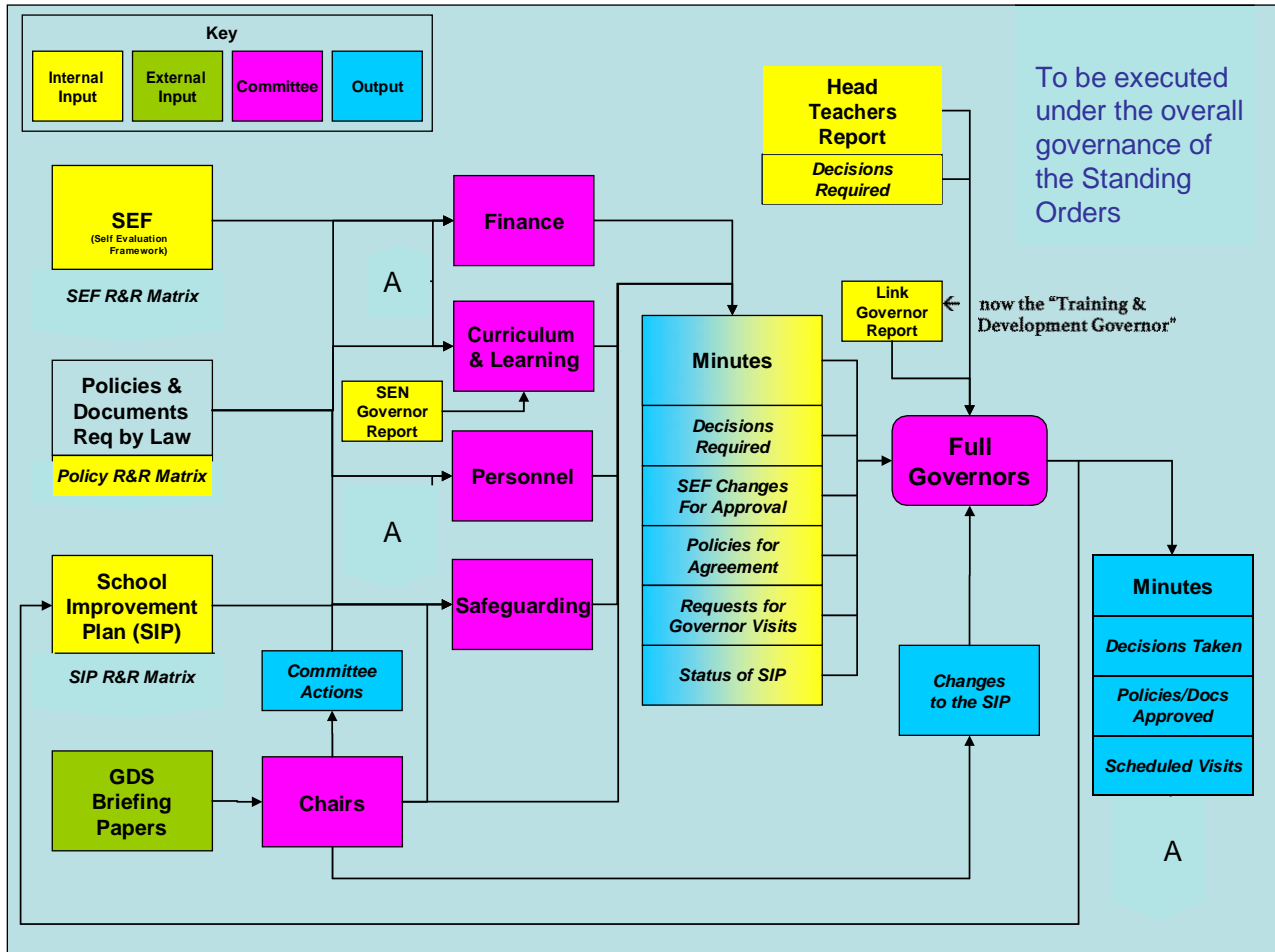 Key
Internal
Input
External
Input
Committee
Output
To be executed
under the overall
governance of
the Standing
Orders
Head
Teachers
Report
Decisions
Required
SEF
(Self Evaluation
Framework)
SEF R&R Matrix
A
Finance
Link
Governor
Report
now the “Training &
Development Governor”
Curriculum
& Learning
SEN
Governor
Report
Policies &
Documents
Req by Law
Policy R&R Matrix
A
Personnel
Minutes
Decisions
Required
SEF Changes
For Approval
Policies for
Agreement
Requests for
Governor Visits
Status of SIP
Full
Governors
School
Improvement
Plan (SIP)
SIP R&R Matrix
Safeguarding
Committee
Actions
Changes
to the SIP
Minutes
Decisions Taken
Policies/Docs
Approved
Scheduled Visits
A
GDS
Briefing
Papers
Chairs